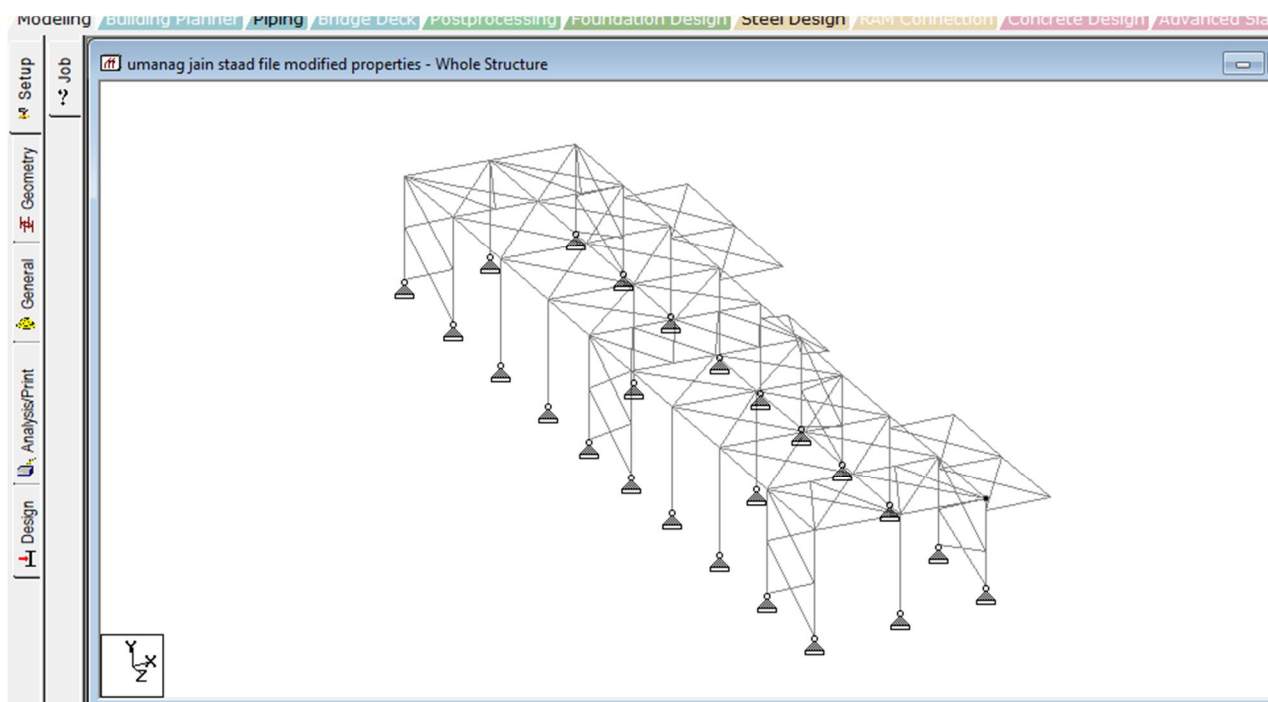 Modeling Building Planner Piping Bridge Deck Postprocessing Foundation Design Steel Design RAM Connection Concrete Design Advanced Sla
umanag jain staad file modified properties - Whole Structure
Setup
Geometry
General
Analysis/Print
Design
Job
Y
X
Z